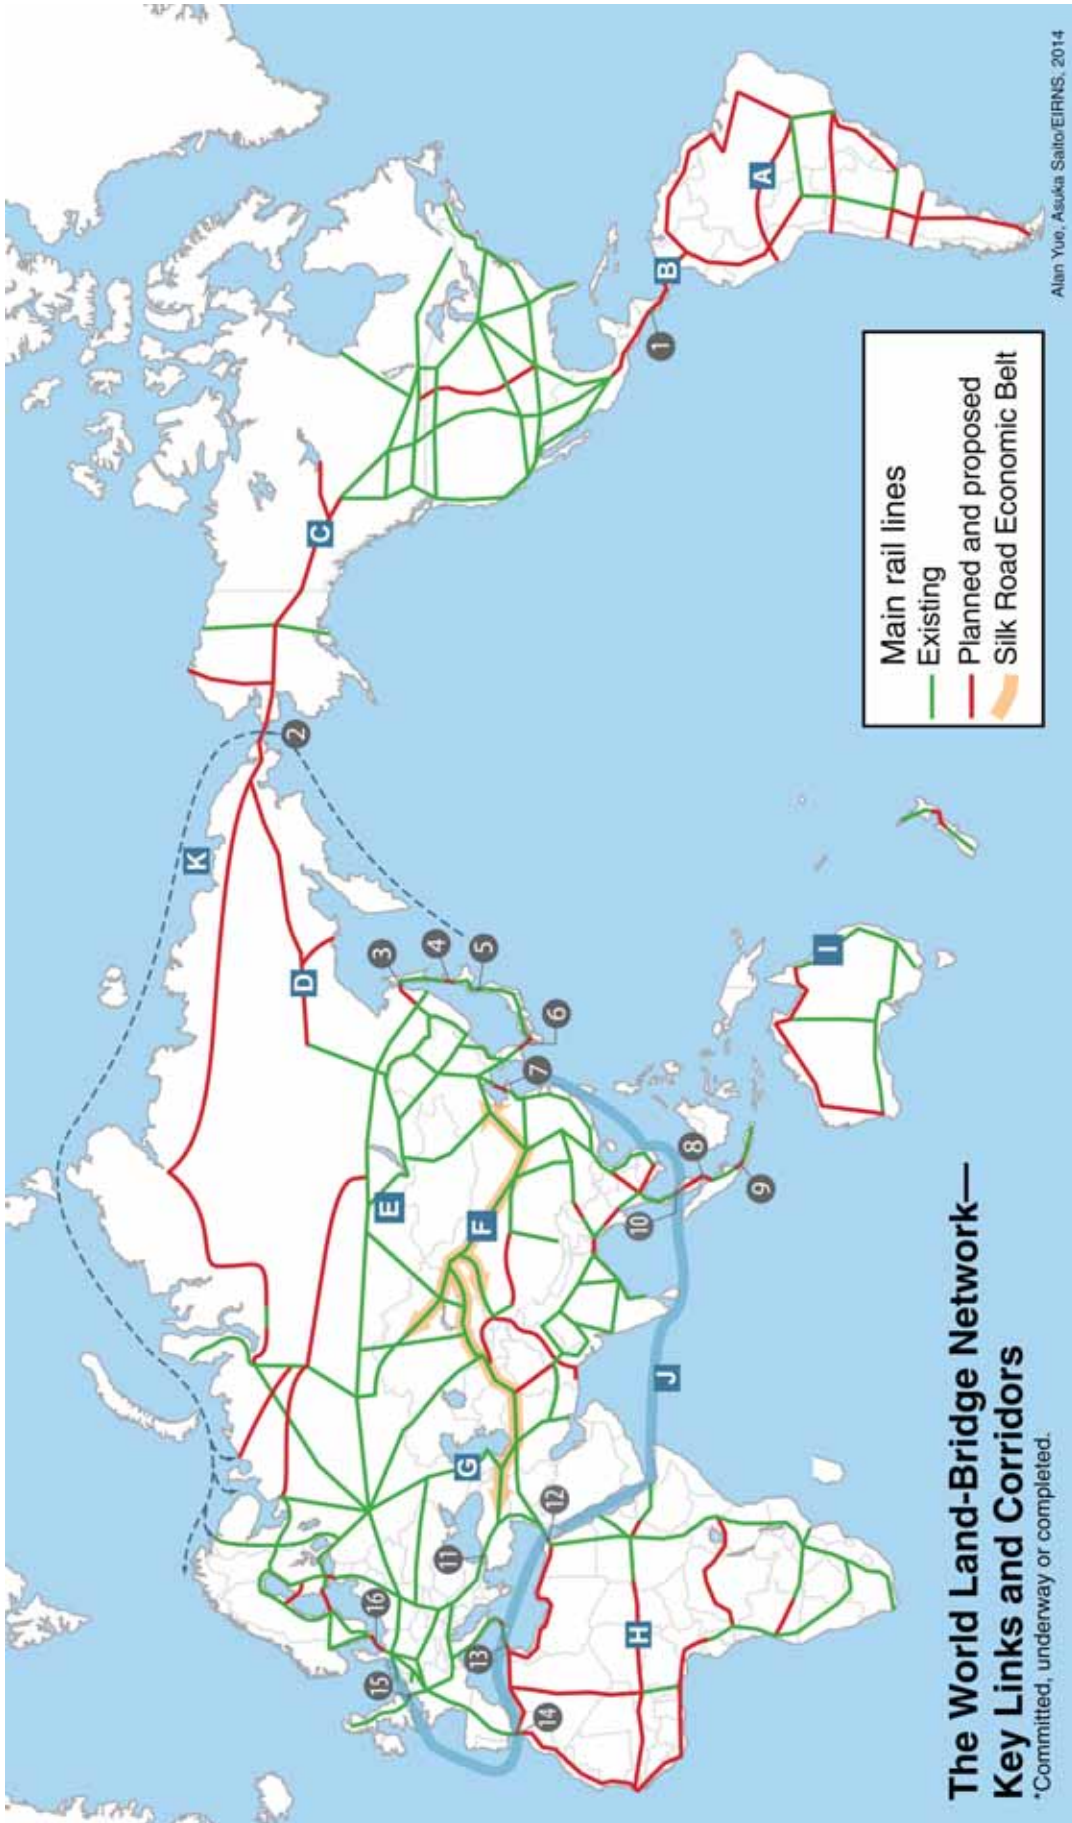 The World Land-Bridge Network—
Key Links and Corridors
*Committed, underway or completed.
Main rail lines
Existing
Planned and proposed
Silk Road Economic Belt
Alan Yue, Asuka Saito/EIRNS, 2014
A
B
C
D
E
F
G
H
I
J
K
1
2
3
4
5
6
7
8
9
10
11
12
13
14
15
16